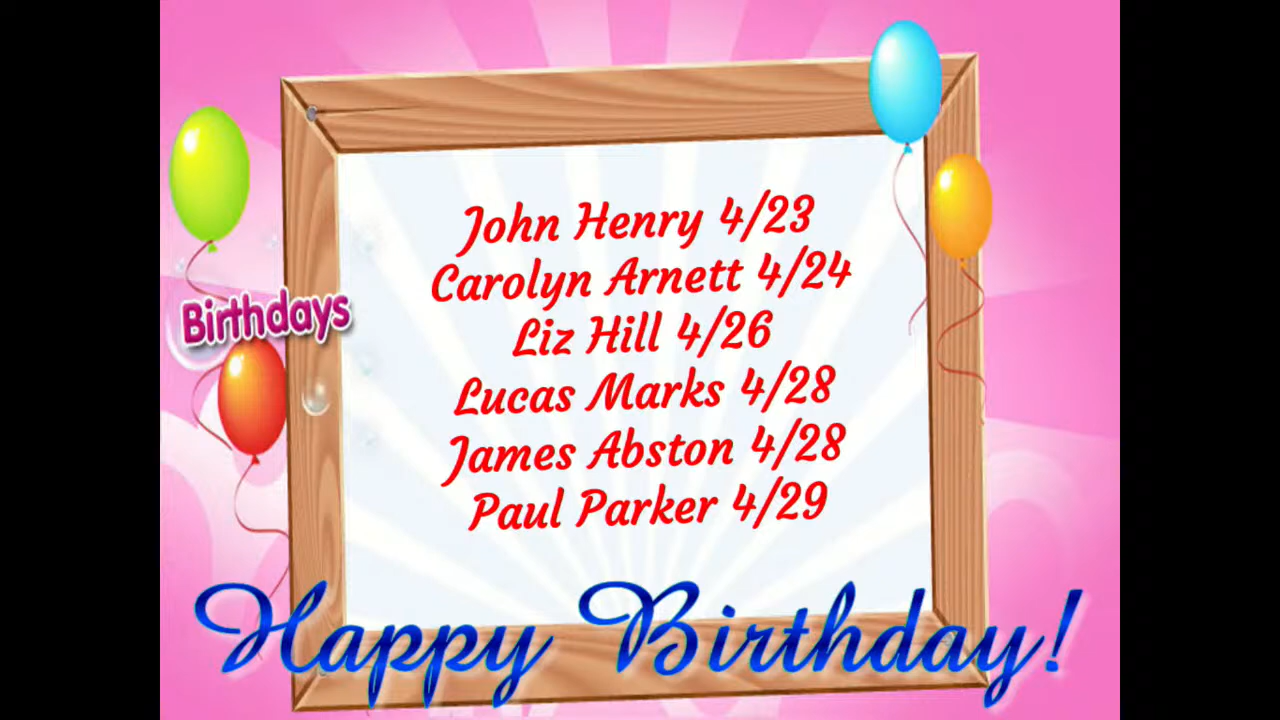 John Henry 4/23
Carolyn Arnett 4/24
Liz Hill 4/26
Birthdays
Lucas Marks 4/28
James Abston 4/28
Paul Parker 4/29
Happy Birthday!